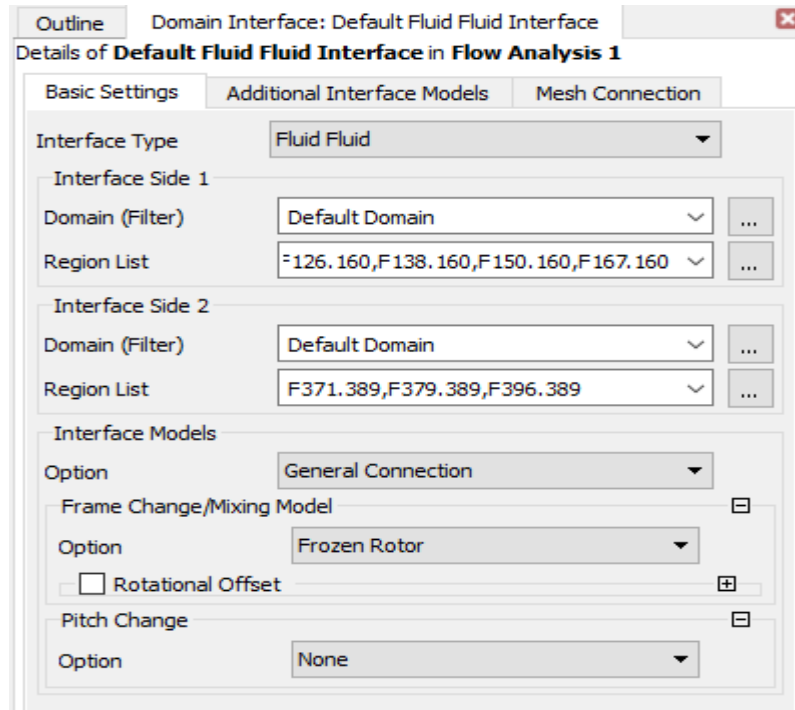 Outline Domain Interface: Default Fluid Fluid Interface
Details of Default Fluid Fluid Interface in Flow Analysis 1
Basic Settings Additional Interface Models Mesh Connection
Interface Type Fluid Fluid
Interface Side 1
Domain (Filter) Default Domain ...
Region List F126.160,F138.160,F150.160,F167.160 ...
Interface Side 2
Domain (Filter) Default Domain ...
Region List F371.389,F379.389,F396.389 ...
Interface Models
Option General Connection
Frame Change/Mixing Model
Option Frozen Rotor
Rotational Offset
Pitch Change
Option None